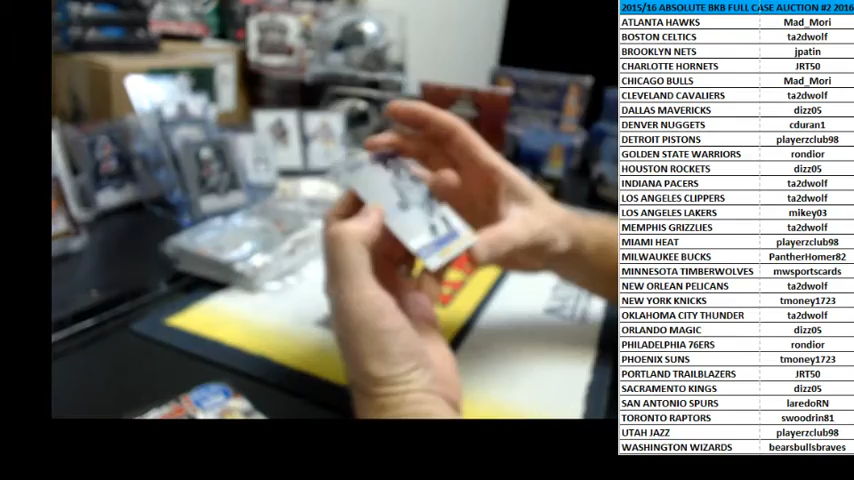 2015/16 ABSOLUTE BKB FULL CASE AUCTION #2 2016
ATLANTA HAWKS Mad_Mori
BOSTON CELTICS ta2dwolf
BROOKLYN NETS jpatin
CHARLOTTE HORNETS JRT50
CHICAGO BULLS Mad_Mori
CLEVELAND CAVALIERS ta2dwolf
DALLAS MAVERICKS dizz05
DENVER NUGGETS cduran1
DETROIT PISTONS playerzclub98
GOLDEN STATE WARRIORS rondior
HOUSTON ROCKETS dizz05
INDIANA PACERS ta2dwolf
LOS ANGELES CLIPPERS ta2dwolf
LOS ANGELES LAKERS mikey03
MEMPHIS GRIZZLIES ta2dwolf
MIAMI HEAT playerzclub98
MILWAUKEE BUCKS PantherHomer82
MINNESOTA TIMBERWOLVES mwsportscards
NEW ORLEAN PELICANS ta2dwolf
NEW YORK KNICKS tmoney1723
OKLAHOMA CITY THUNDER ta2dwolf
ORLANDO MAGIC dizz05
PHILADELPHIA 76ERS rondior
PHOENIX SUNS tmoney1723
PORTLAND TRAILBLAZERS JRT50
SACRAMENTO KINGS dizz05
SAN ANTONIO SPURS laredoRN
TORONTO RAPTORS swoodrin81
UTAH JAZZ playerzclub98
WASHINGTON WIZARDS bearsbullsbraves